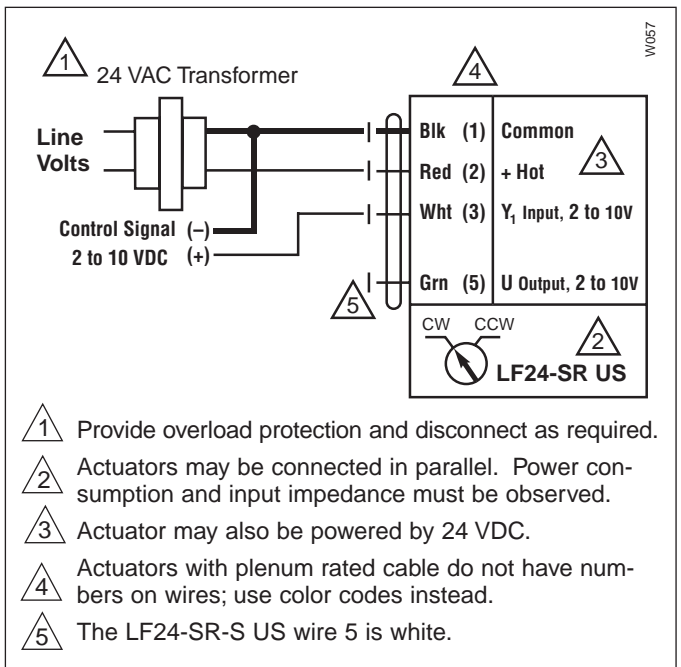 W057
1 24 VAC Transformer
4
Line
Volts
Blk (1) Common
3
Red (2) + Hot
Control Signal (–)
Wht (3) Y1 Input, 2 to 10V
2 to 10 VDC (+)
5
Grn (5) U Output, 2 to 10V
CW CCW
2
LF24-SR US
1 Provide overload protection and disconnect as required.
2 Actuators may be connected in parallel. Power con-
sumption and input impedance must be observed.
3 Actuator may also be powered by 24 VDC.
4 Actuators with plenum rated cable do not have num-
bers on wires; use color codes instead.
5 The LF24-SR-S US wire 5 is white.